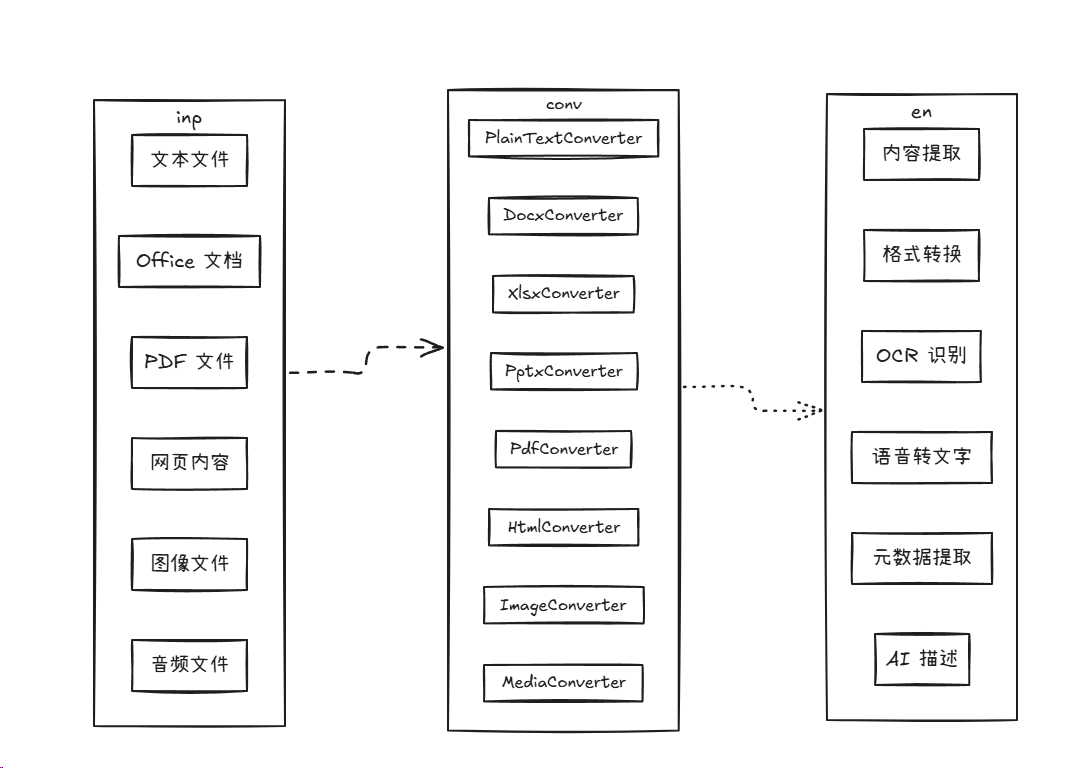 inp
文本文件
Office 文档
PDF 文件
网页内容
图像文件
音频文件
conv
PlainTextConverter
DocxConverter
XlsxConverter
PptxConverter
PdfConverter
HtmlConverter
ImageConverter
MediaConverter
en
内容提取
格式转换
OCR 识别
语音转文字
元数据提取
AI 描述